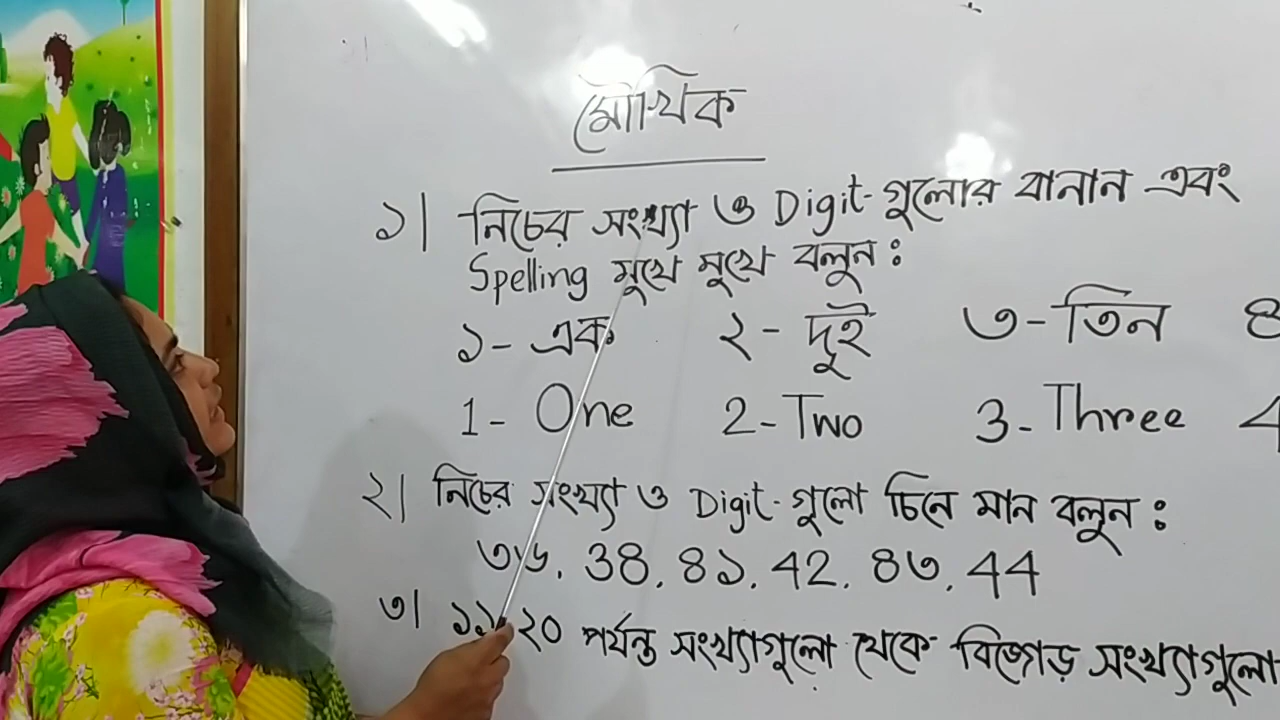 মৌখিক
১। নিচের সংখ্যা ও Digit-গুলোর বানান এবং
Spelling মুখে মুখে বলুন :
১- এক ২- দুই ৩- তিন ৪
1- One 2- Two 3- Three 4
২। নিচের সংখ্যা ও Digit-গুলো চিনে মান বলুন :
৩৬. 38. ৪১. 42. ৪৩. 44
৩। ১১-২০ পর্যন্ত সংখ্যাগুলো থেকে বিজোড় সংখ্যাগুলো